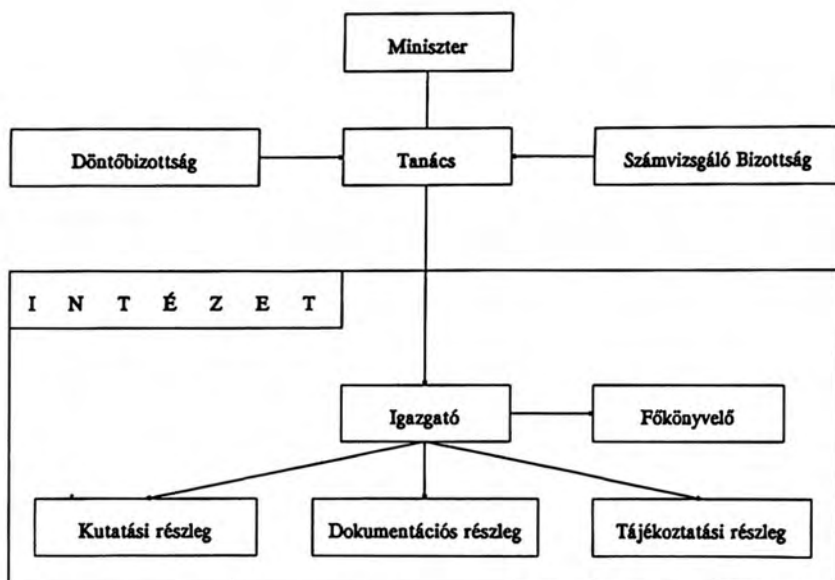 Miniszter
Döntőbizottság
Tanács
Számvizsgáló Bizottság
I N T É Z E T
Igazgató
Főkönyvelő
Kutatási részleg
Dokumentációs részleg
Tájékoztatási részleg